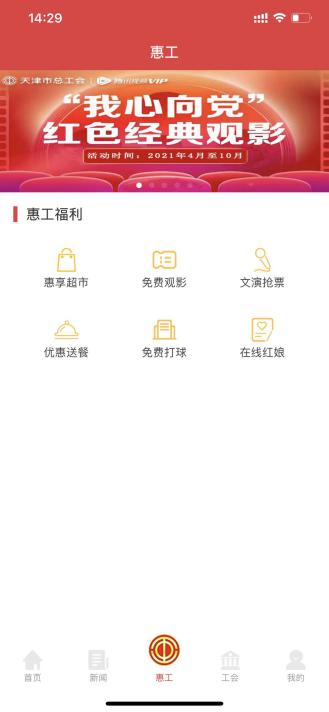 14:29
惠工
天津市总工会 腾讯视频VIP
“我心向党”
红色经典观影
活动时间：2021年4月至10月
惠工福利
惠享超市 免费观影 文演抢票
优惠送餐 免费打球 在线红娘
首页 新闻 惠工 工会 我的